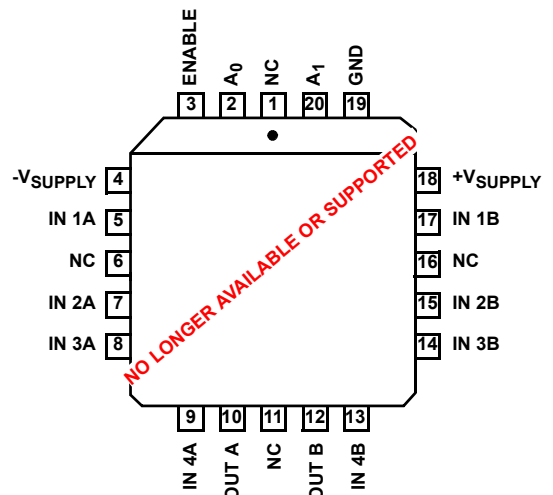 ENABLE
A0
NC
A1
GND
3
2
1
20
19
-VSUPPLY 4
IN 1A 5
NC 6
IN 2A 7
IN 3A 8
18 +VSUPPLY
17 IN 1B
16 NC
15 IN 2B
14 IN 3B
NO LONGER AVAILABLE OR SUPPORTED
9
10
11
12
13
IN 4A
OUT A
NC
OUT B
IN 4B